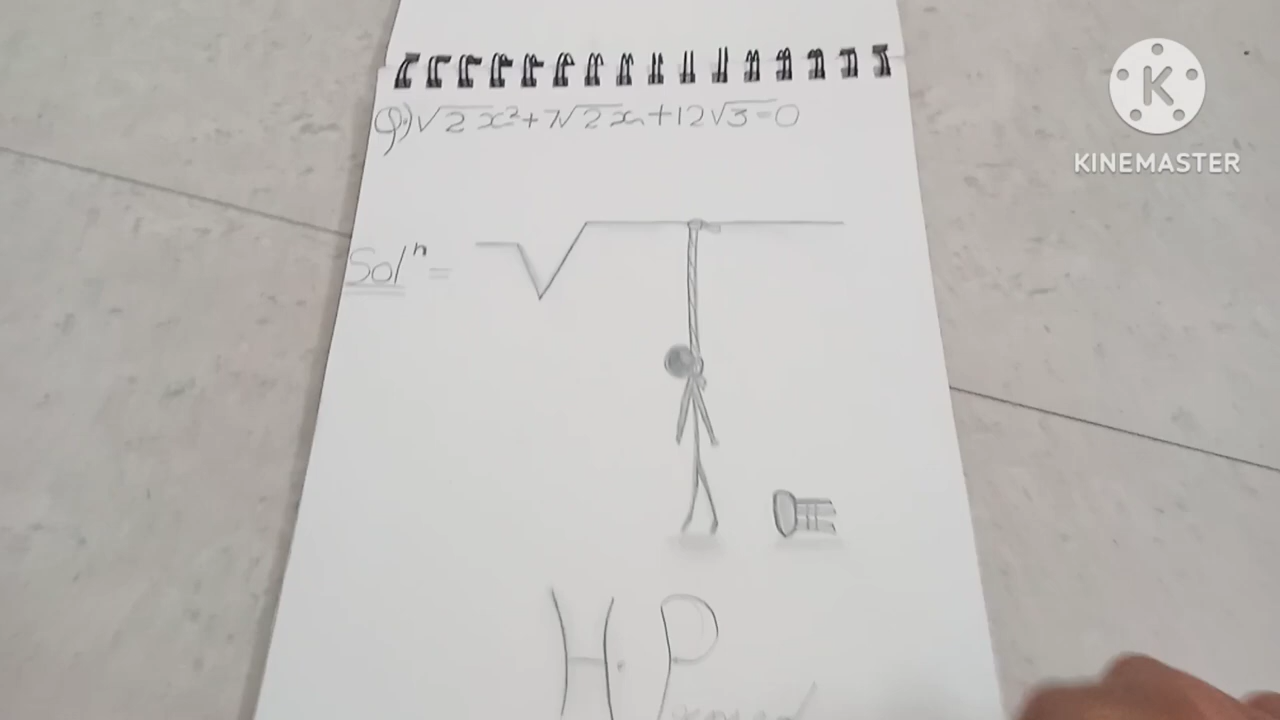 Q.) √2x²+7√2x+12√3=0
KINEMASTER
Solⁿ =
H.P